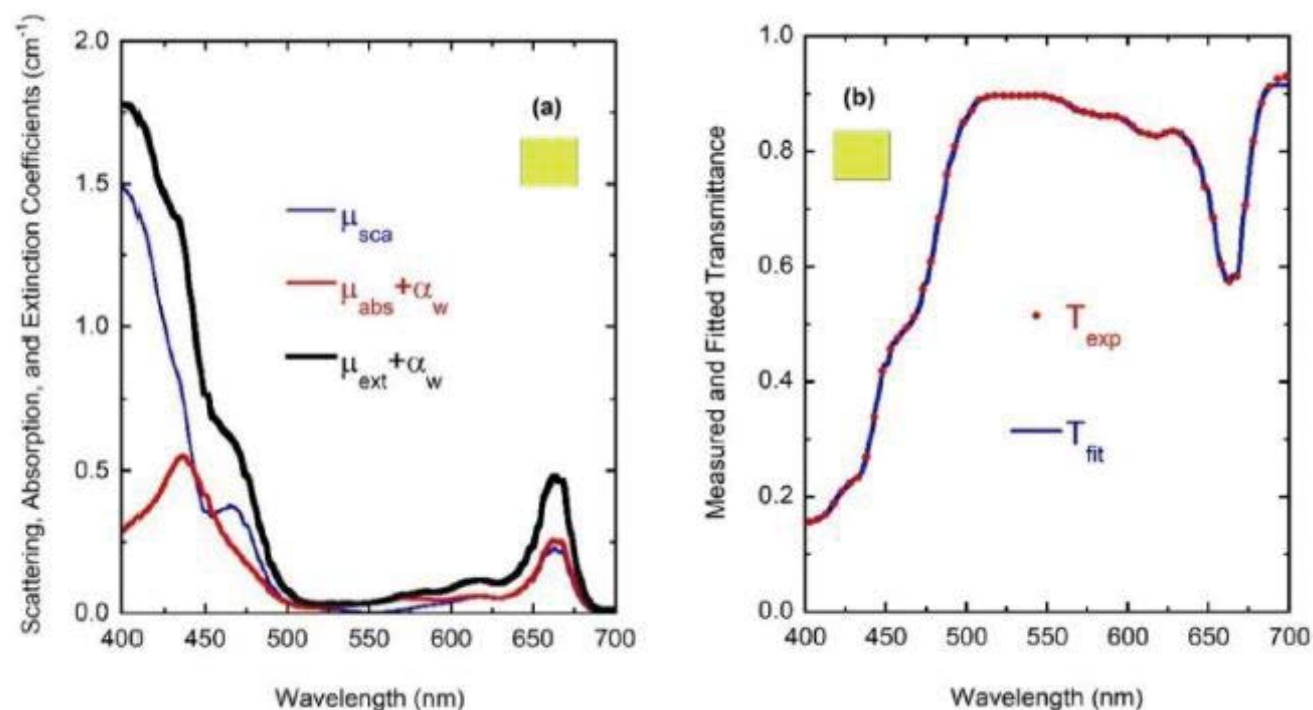 Scattering, Absorption, and Extinction Coefficients (cm⁻¹)
2.0
1.5
1.0
0.5
0.0
400 450 500 550 600 650 700
Wavelength (nm)
(a)
μsca
μabs+αw
μext+αw
Measured and Fitted Transmittance
1.0
0.8
0.6
0.4
0.2
0.0
400 450 500 550 600 650 700
Wavelength (nm)
(b)
Texp
Tfit